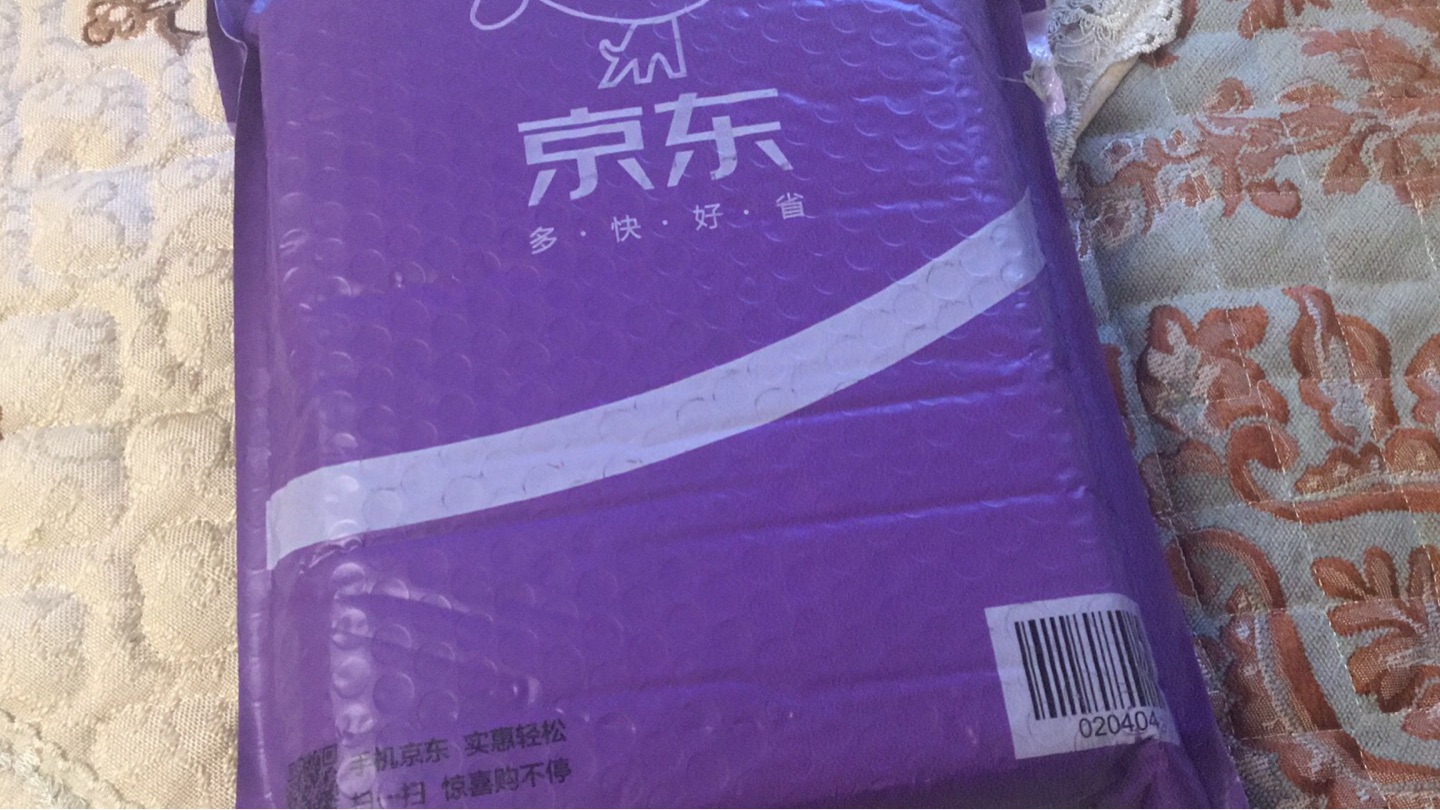 京东
多·快·好·省
手机京东 实惠轻松
扫一扫 惊喜购不停
020404